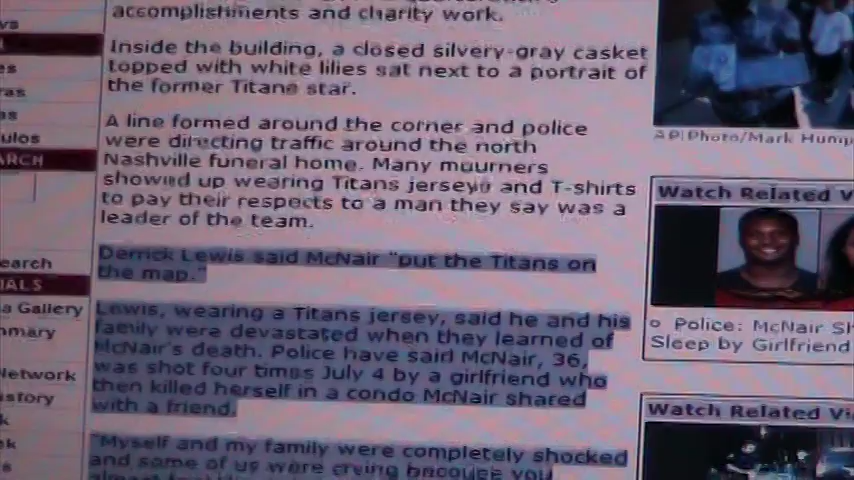 accomplishments and charity work.
Inside the building, a closed silvery-gray casket
topped with white lilies sat next to a portrait of
the former Titans star.
A line formed around the corner and police
were directing traffic around the north
Nashville funeral home. Many mourners
showed up wearing Titans jerseys and T-shirts
to pay their respects to a man they say was a
leader of the team.
Derrick Lewis said McNair "put the Titans on
the map."
Lewis, wearing a Titans jersey, said he and his
family were devastated when they learned of
McNair's death. Police have said McNair, 36,
was shot four times July 4 by a girlfriend who
then killed herself in a condo McNair shared
with a friend.
"Myself and my family were completely shocked
and some of us were crying because you
ARCH
earch
IALS
a Gallery
mmary
Network
istory
AP Photo/Mark Hump
Watch Related Vi
Police: McNair Sh
Sleep by Girlfriend
Watch Related Vi